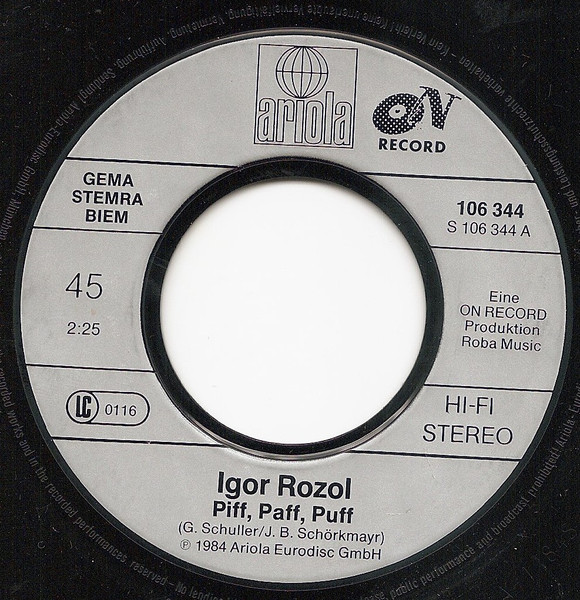 ariola
ON
RECORD
GEMA
STEMRA
BIEM
106 344
S 106 344 A
45
2:25
Eine
ON RECORD
Produktion
Roba Music
LC 0116
HI-FI
STEREO
Igor Rozol
Piff, Paff, Puff
(G. Schuller/J. B. Schörkmayr)
℗ 1984 Ariola Eurodisc GmbH